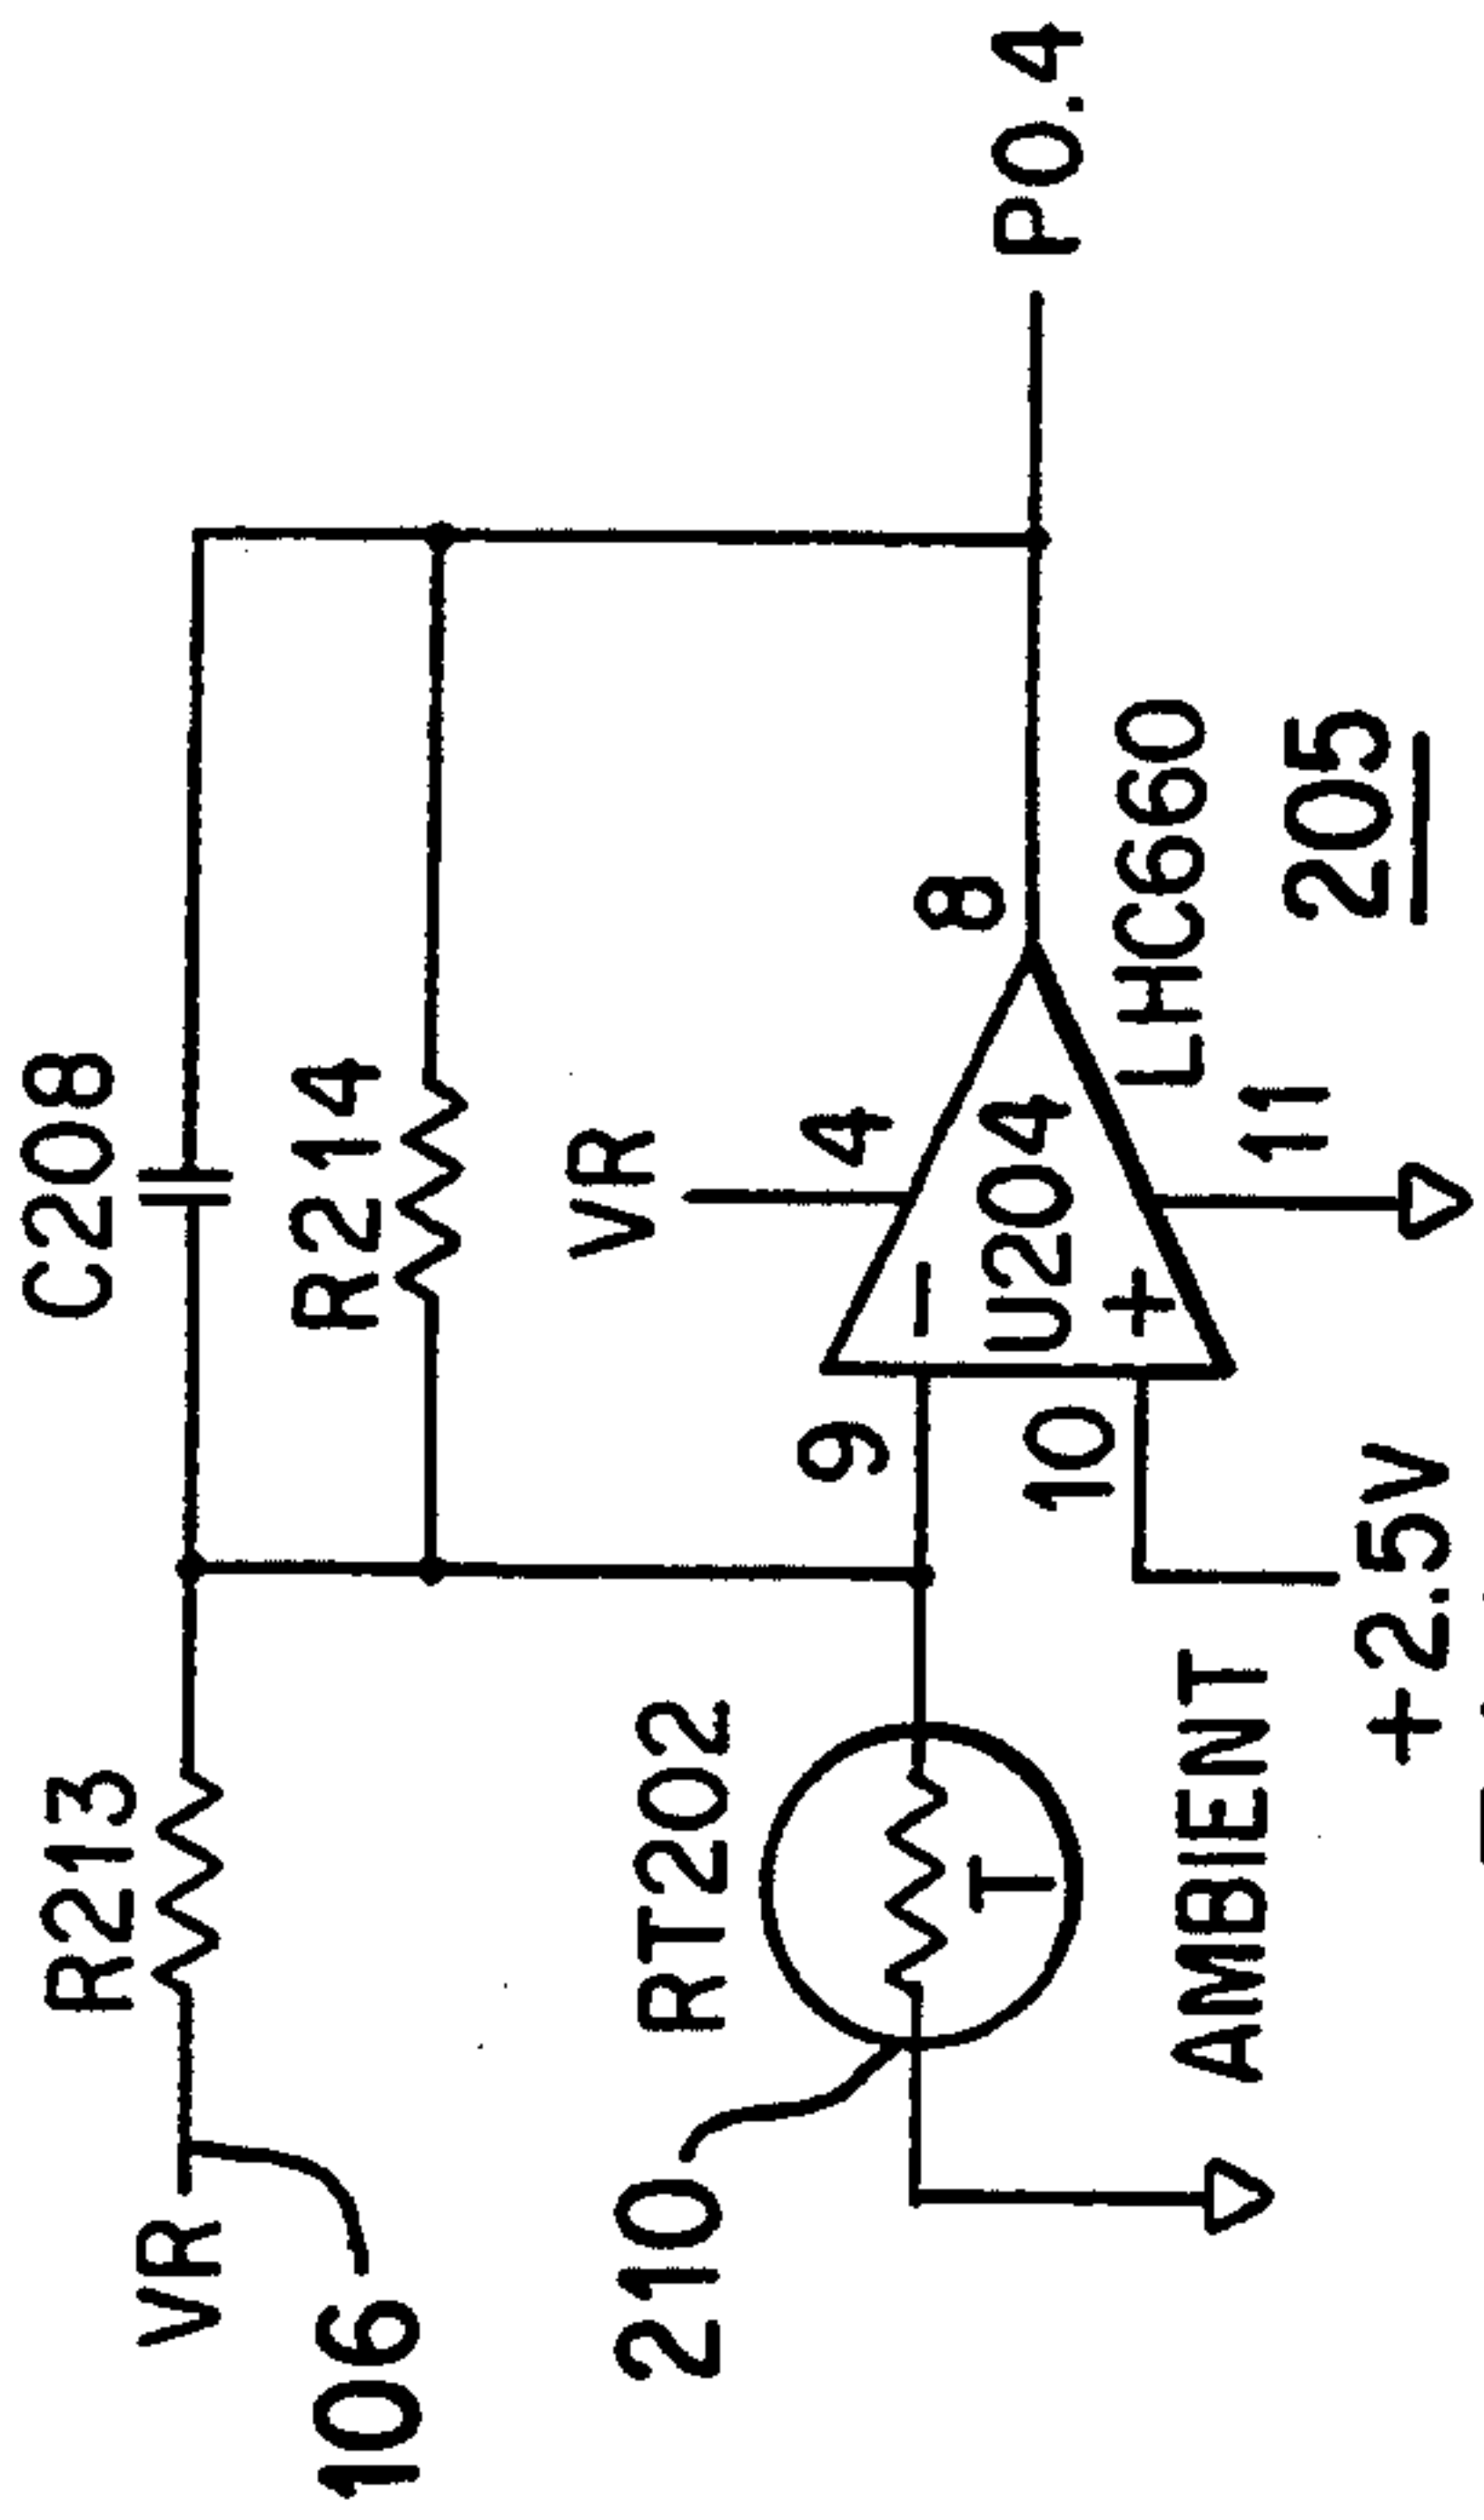 C208
R213
VR
R214
106
VR
RT202
210
4
9
8
U204
-
+
10
P0.4
T
LHC660
AMBIENT
11
205
+2.5V